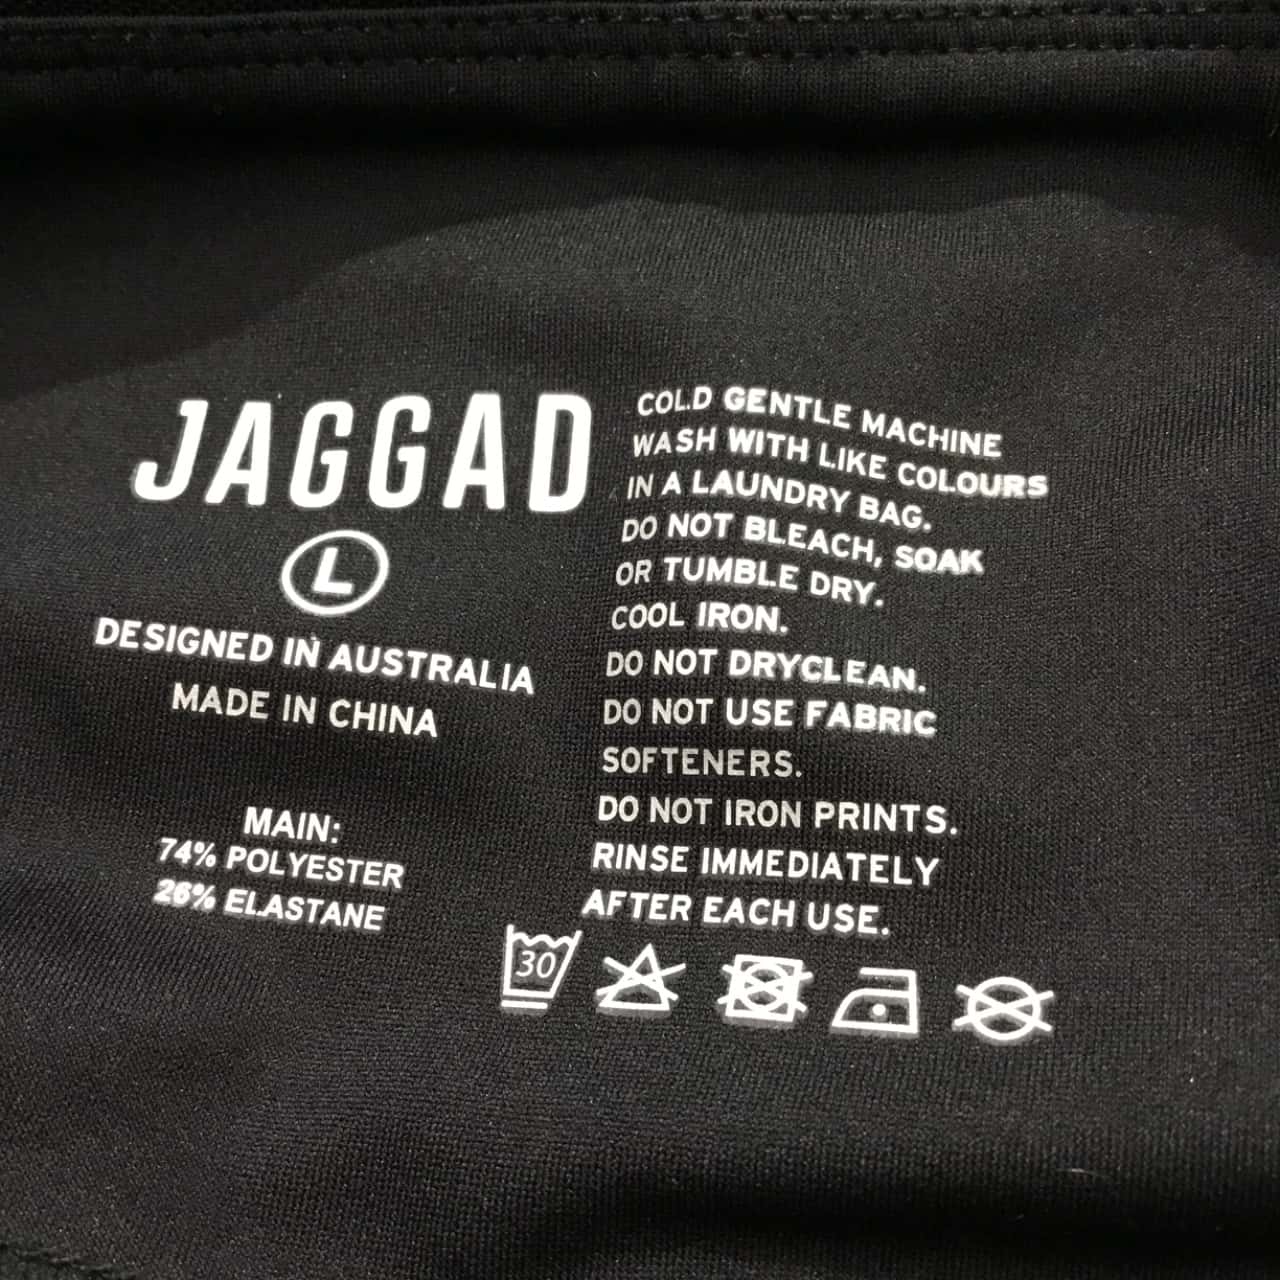 JAGGAD
L
DESIGNED IN AUSTRALIA
MADE IN CHINA
MAIN:
74% POLYESTER
26% ELASTANE
COLD GENTLE MACHINE
WASH WITH LIKE COLOURS
IN A LAUNDRY BAG.
DO NOT BLEACH, SOAK
OR TUMBLE DRY.
COOL IRON.
DO NOT DRYCLEAN.
DO NOT USE FABRIC
SOFTENERS.
DO NOT IRON PRINTS.
RINSE IMMEDIATELY
AFTER EACH USE.
30